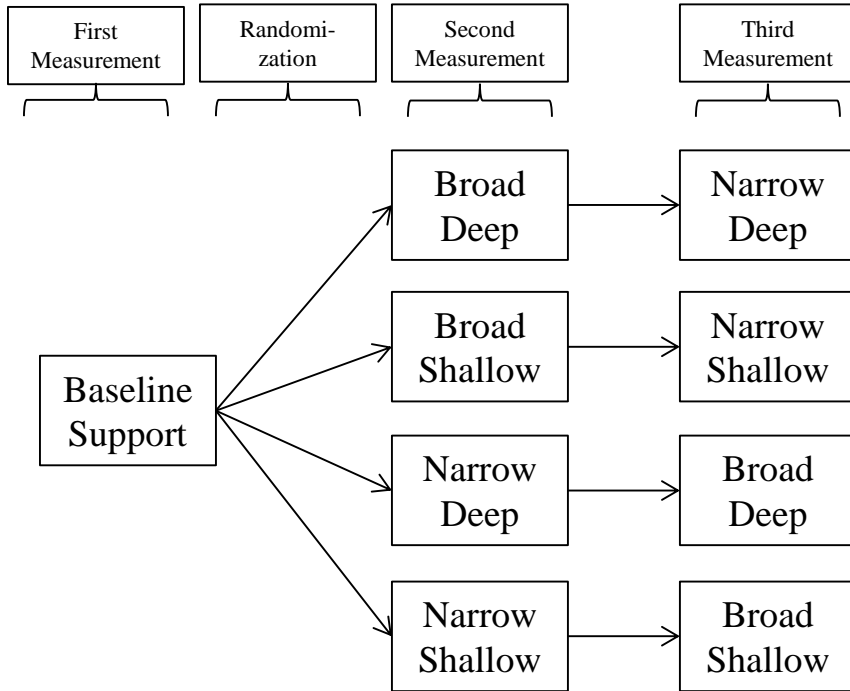 First
Measurement
Randomi-
zation
Second
Measurement
Third
Measurement
Broad
Deep
Narrow
Deep
Broad
Shallow
Narrow
Shallow
Baseline
Support
Narrow
Deep
Broad
Deep
Narrow
Shallow
Broad
Shallow